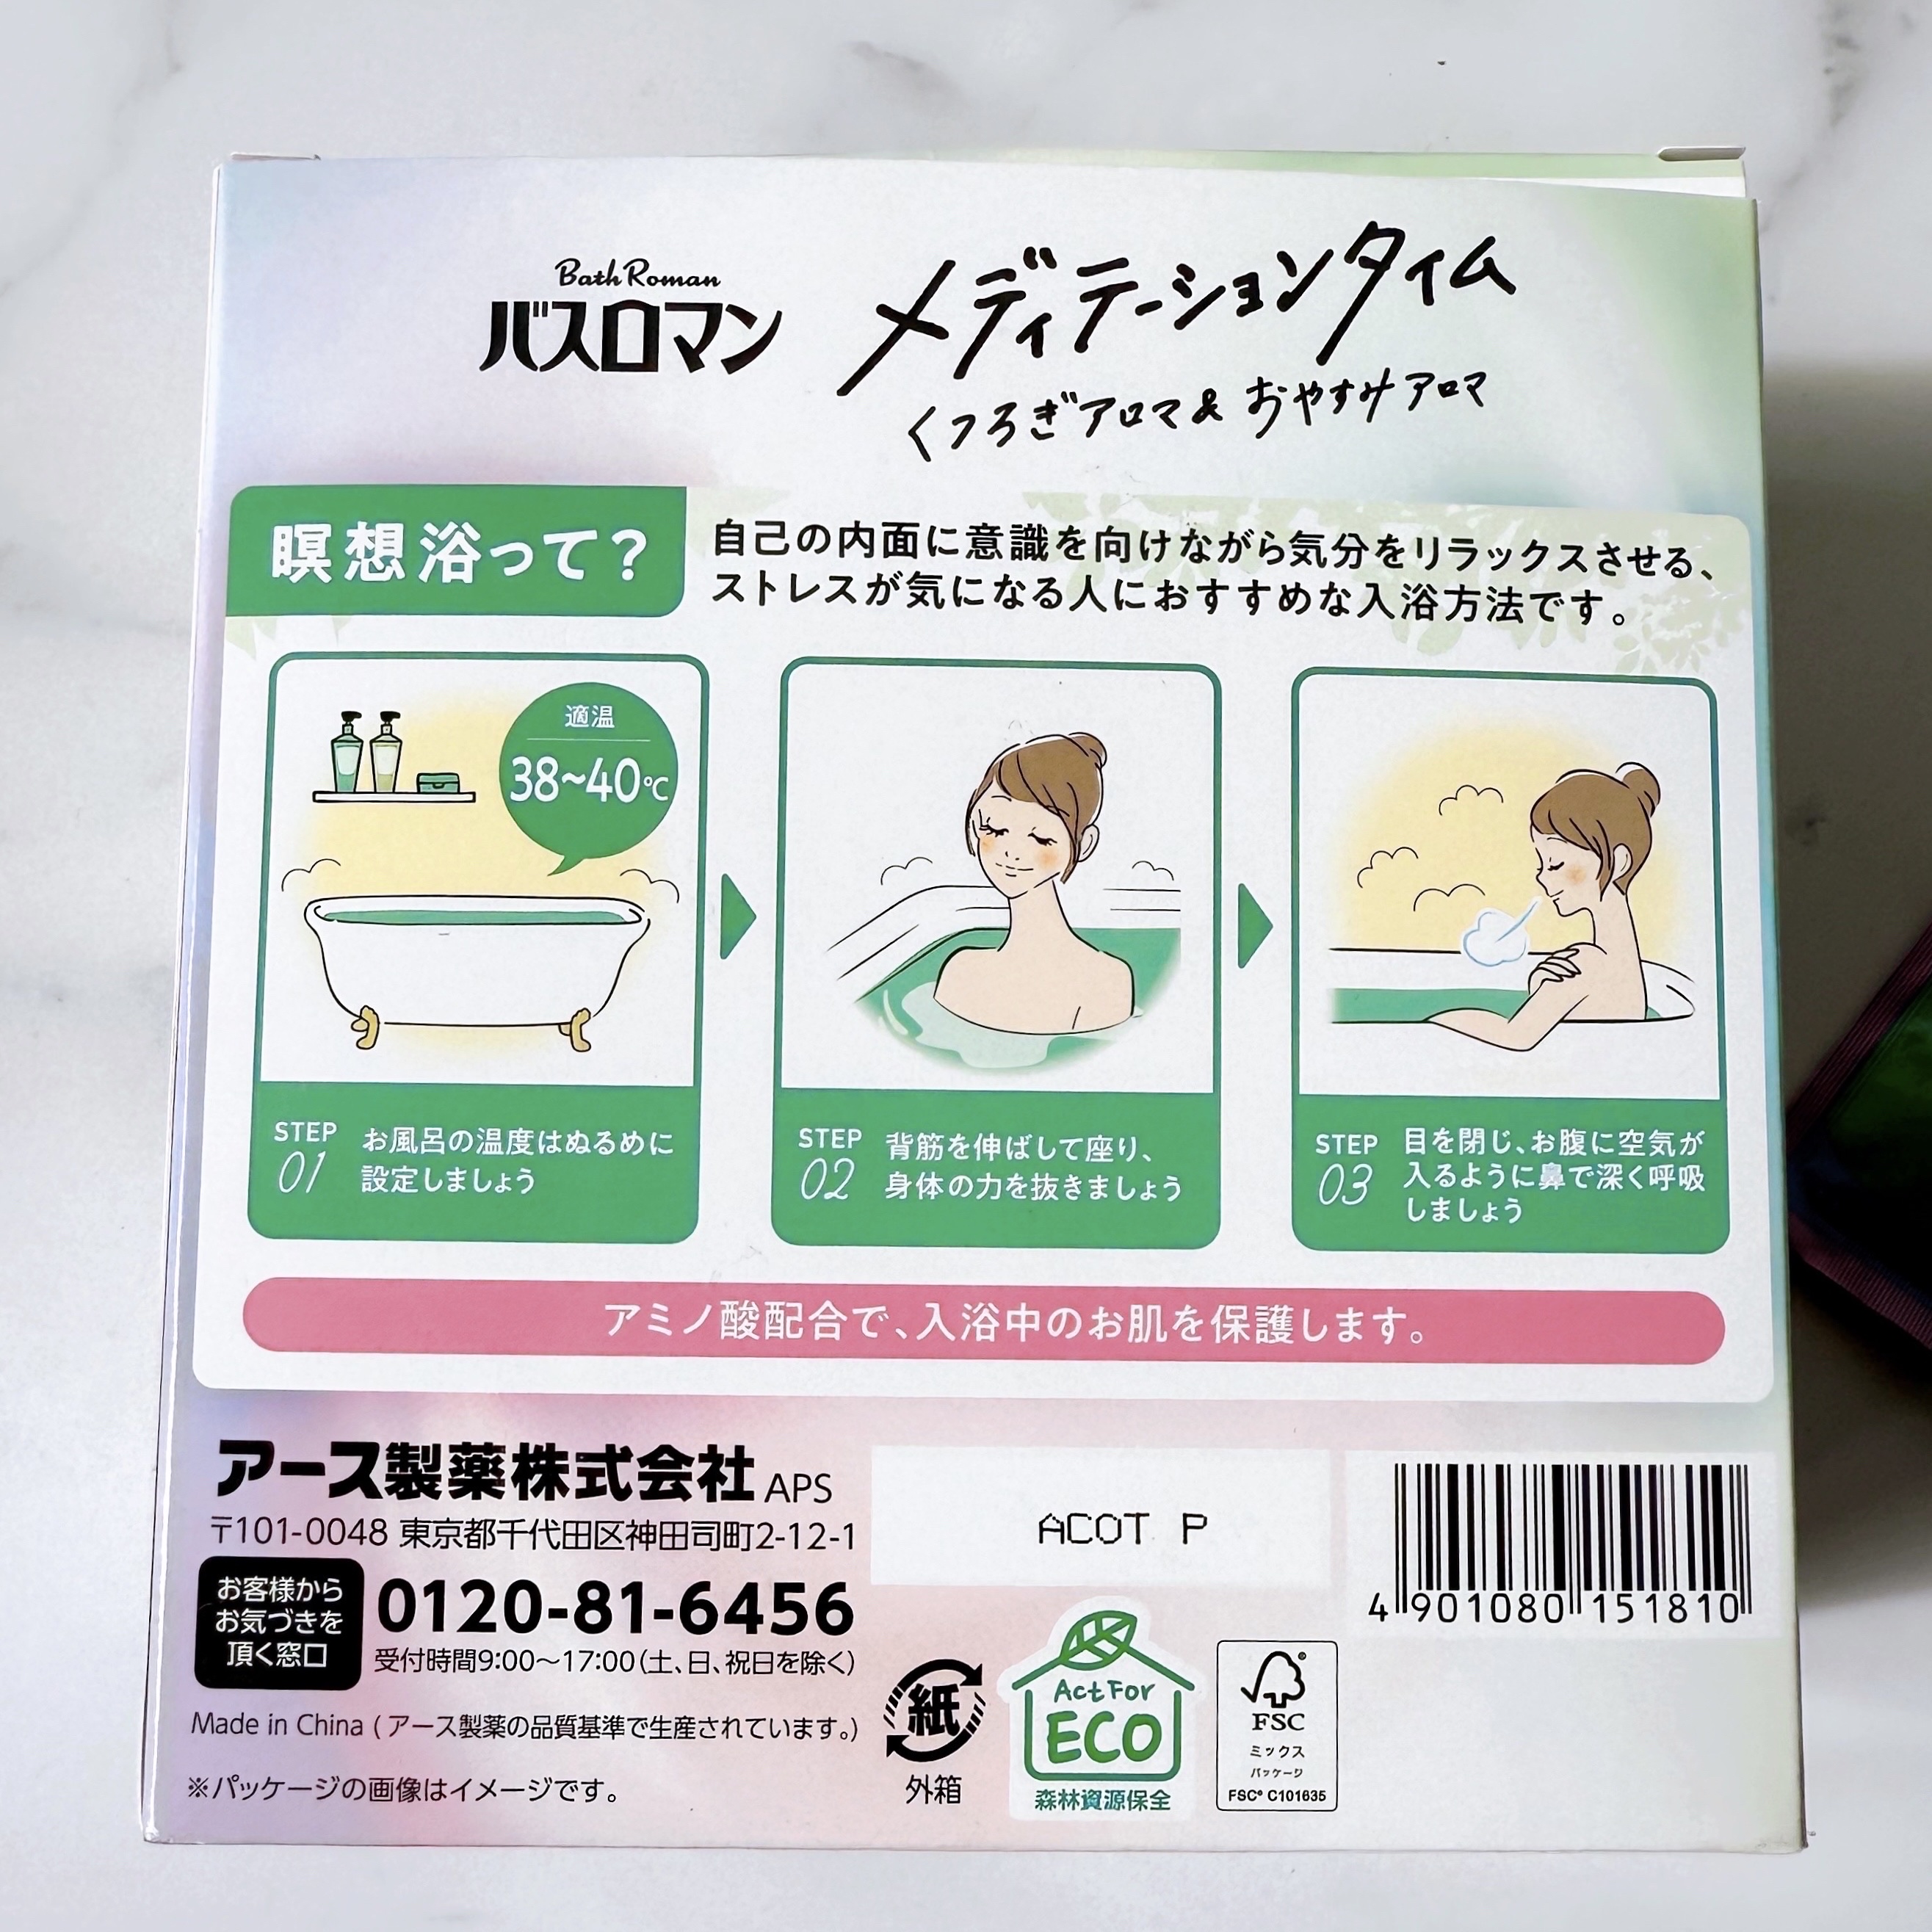 Bath Roman
バスロマン
メディテーションタイム
くつろぎアロマ&おやすみアロマ
瞑想浴って？
自己の内面に意識を向けながら気分をリラックスさせる、
ストレスが気になる人におすすめな入浴方法です。
適温
38~40℃
STEP
01
お風呂の温度はぬるめに
設定しましょう
STEP
02
背筋を伸ばして座り、
身体の力を抜きましょう
STEP
03
目を閉じ、お腹に空気が
入るように鼻で深く呼吸
しましょう
アミノ酸配合で、入浴中のお肌を保護します。
アース製薬株式会社 APS
〒101-0048 東京都千代田区神田司町2-12-1
お客様から
お気づきを
頂く窓口
0120-81-6456
受付時間9:00〜17:00（土、日、祝日を除く）
Made in China（アース製薬の品質基準で生産されています。）
※パッケージの画像はイメージです。
ACOT P
4 901080 151810
紙
外箱
Act For
ECO
森林資源保全
FSC
ミックス
パッケージ
FSC® C101635